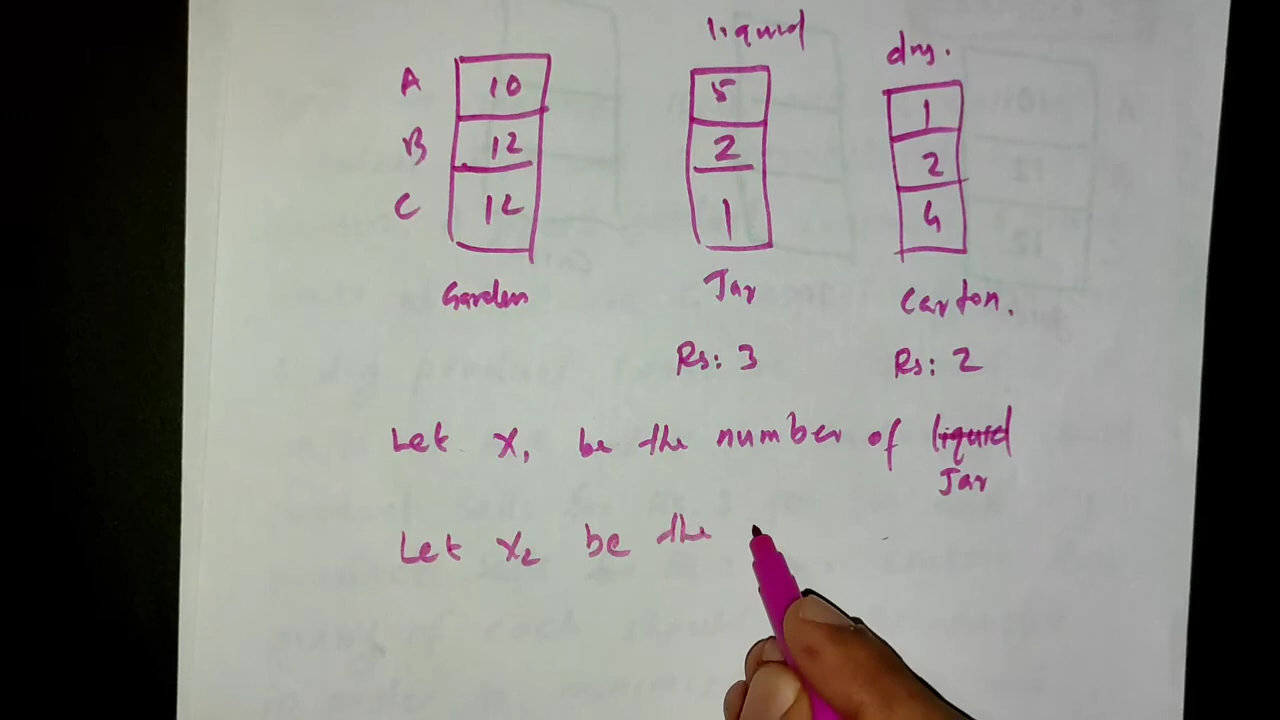 liquid dry.
A 10 5 1
B 12 2 2
C 12 1 4
Garden Jar Carton.
Rs: 3 Rs: 2
Let x₁ be the number of liquid
Jar
Let x₂ be the